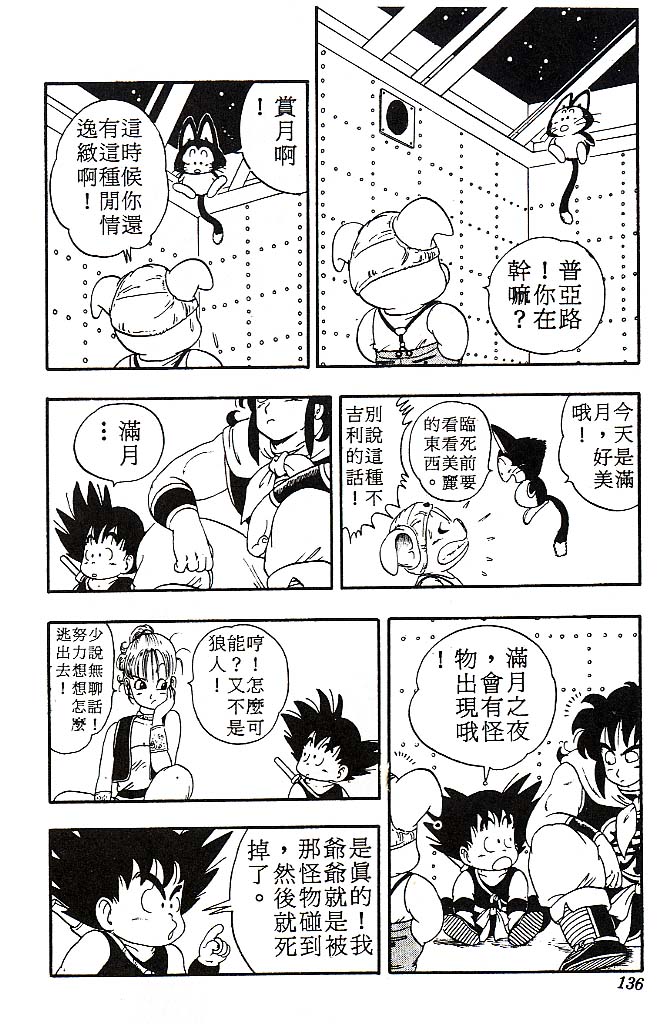 普亞路
！你在
幹嘛？
賞月啊
！
這時候你還
有這種閒情
逸緻啊！
今天是滿
月，好美
哦！
臨死前要
看看美麗
的東西。
別說這種不
吉利的話！
滿月
…
滿月之夜
，會有怪
物出現哦
！
哼！怎麼可
能？又不是
狼人！
少說無聊話！
努力想想怎麼
逃出去！
是真的！我
爺爺就是被
那怪物碰到
，然後就死
掉了。
136